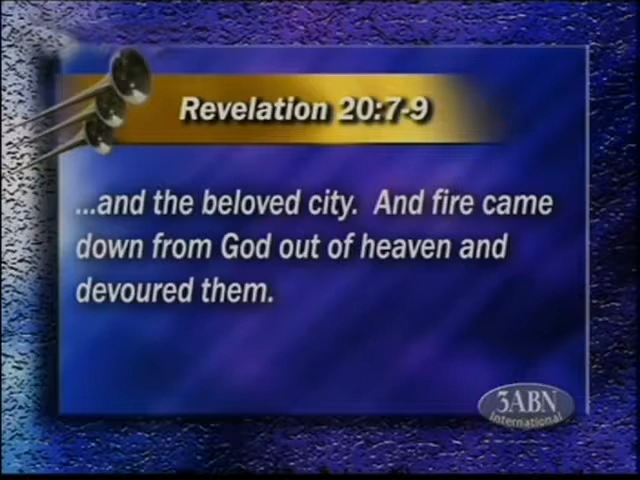 Revelation 20:7-9
...and the beloved city.  And fire came
down from God out of heaven and
devoured them.
3ABN
International